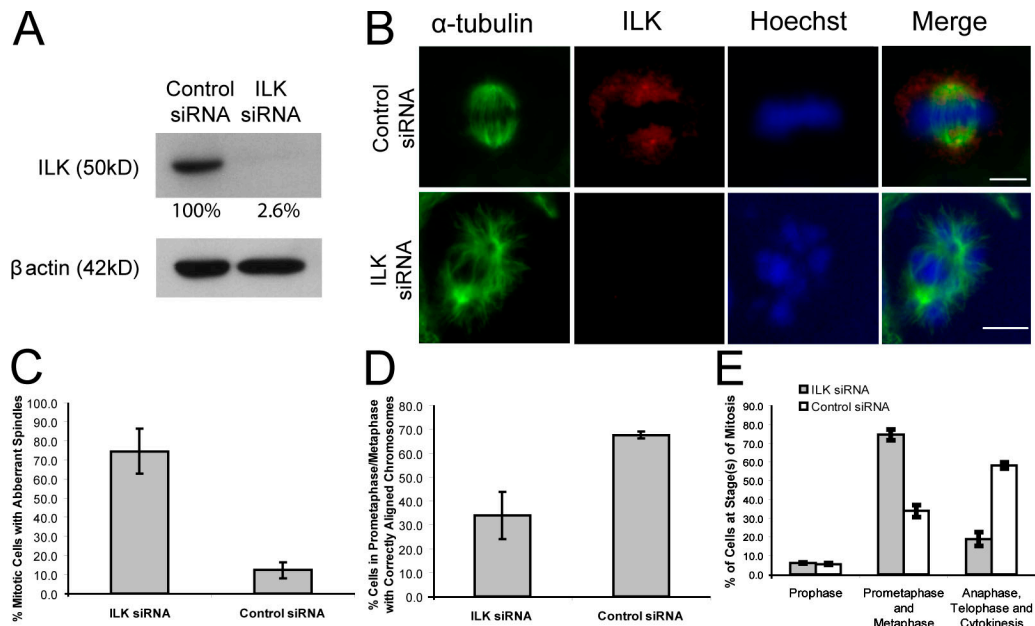 A
Control
siRNA
ILK
siRNA
ILK (50kD)
100%
2.6%
β actin (42kD)
B
α-tubulin
ILK
Hoechst
Merge
Control
siRNA
ILK
siRNA
C
% Mitotic Cells with Abberrant Spindles
100.0
90.0
80.0
70.0
60.0
50.0
40.0
30.0
20.0
10.0
0.0
ILK siRNA
Control siRNA
D
% Cells in Prometaphase/Metaphase
with Correctly Aligned Chromosomes
80.0
70.0
60.0
50.0
40.0
30.0
20.0
10.0
0.0
ILK siRNA
Control siRNA
E
ILK siRNA
Control siRNA
% of Cells at Stage(s) of Mitosis
90.0
80.0
70.0
60.0
50.0
40.0
30.0
20.0
10.0
0.0
Prophase
Prometaphase
and
Metaphase
Anaphase,
Telophase and
Cytokinesis